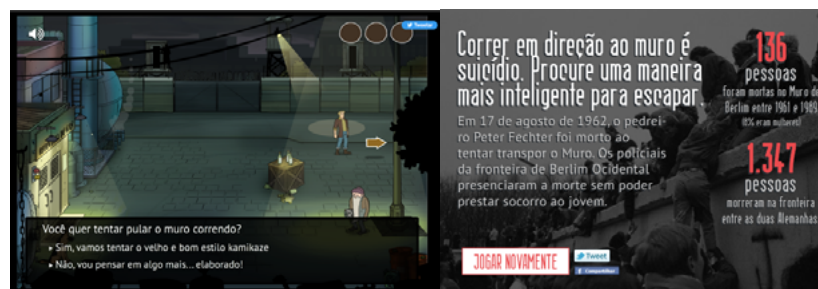 Tweetar
Você quer tentar pular o muro correndo?
▸ Sim, vamos tentar o velho e bom estilo kamikaze
▸ Não, vou pensar em algo mais... elaborado!
Correr em direção ao muro é
suicídio. Procure uma maneira
mais inteligente para escapar.
Em 17 de agosto de 1962, o pedrei-
ro Peter Fechter foi morto ao
tentar transpor o Muro. Os policiais
da fronteira de Berlim Ocidental
presenciaram a morte sem poder
prestar socorro ao jovem.
JOGAR NOVAMENTE
Tweet
Compartilhar
136
pessoas
foram mortas no Muro de
Berlim entre 1961 e 1989
(8% eram mulheres)
1.347
pessoas
morreram na fronteira
entre as duas Alemanhas